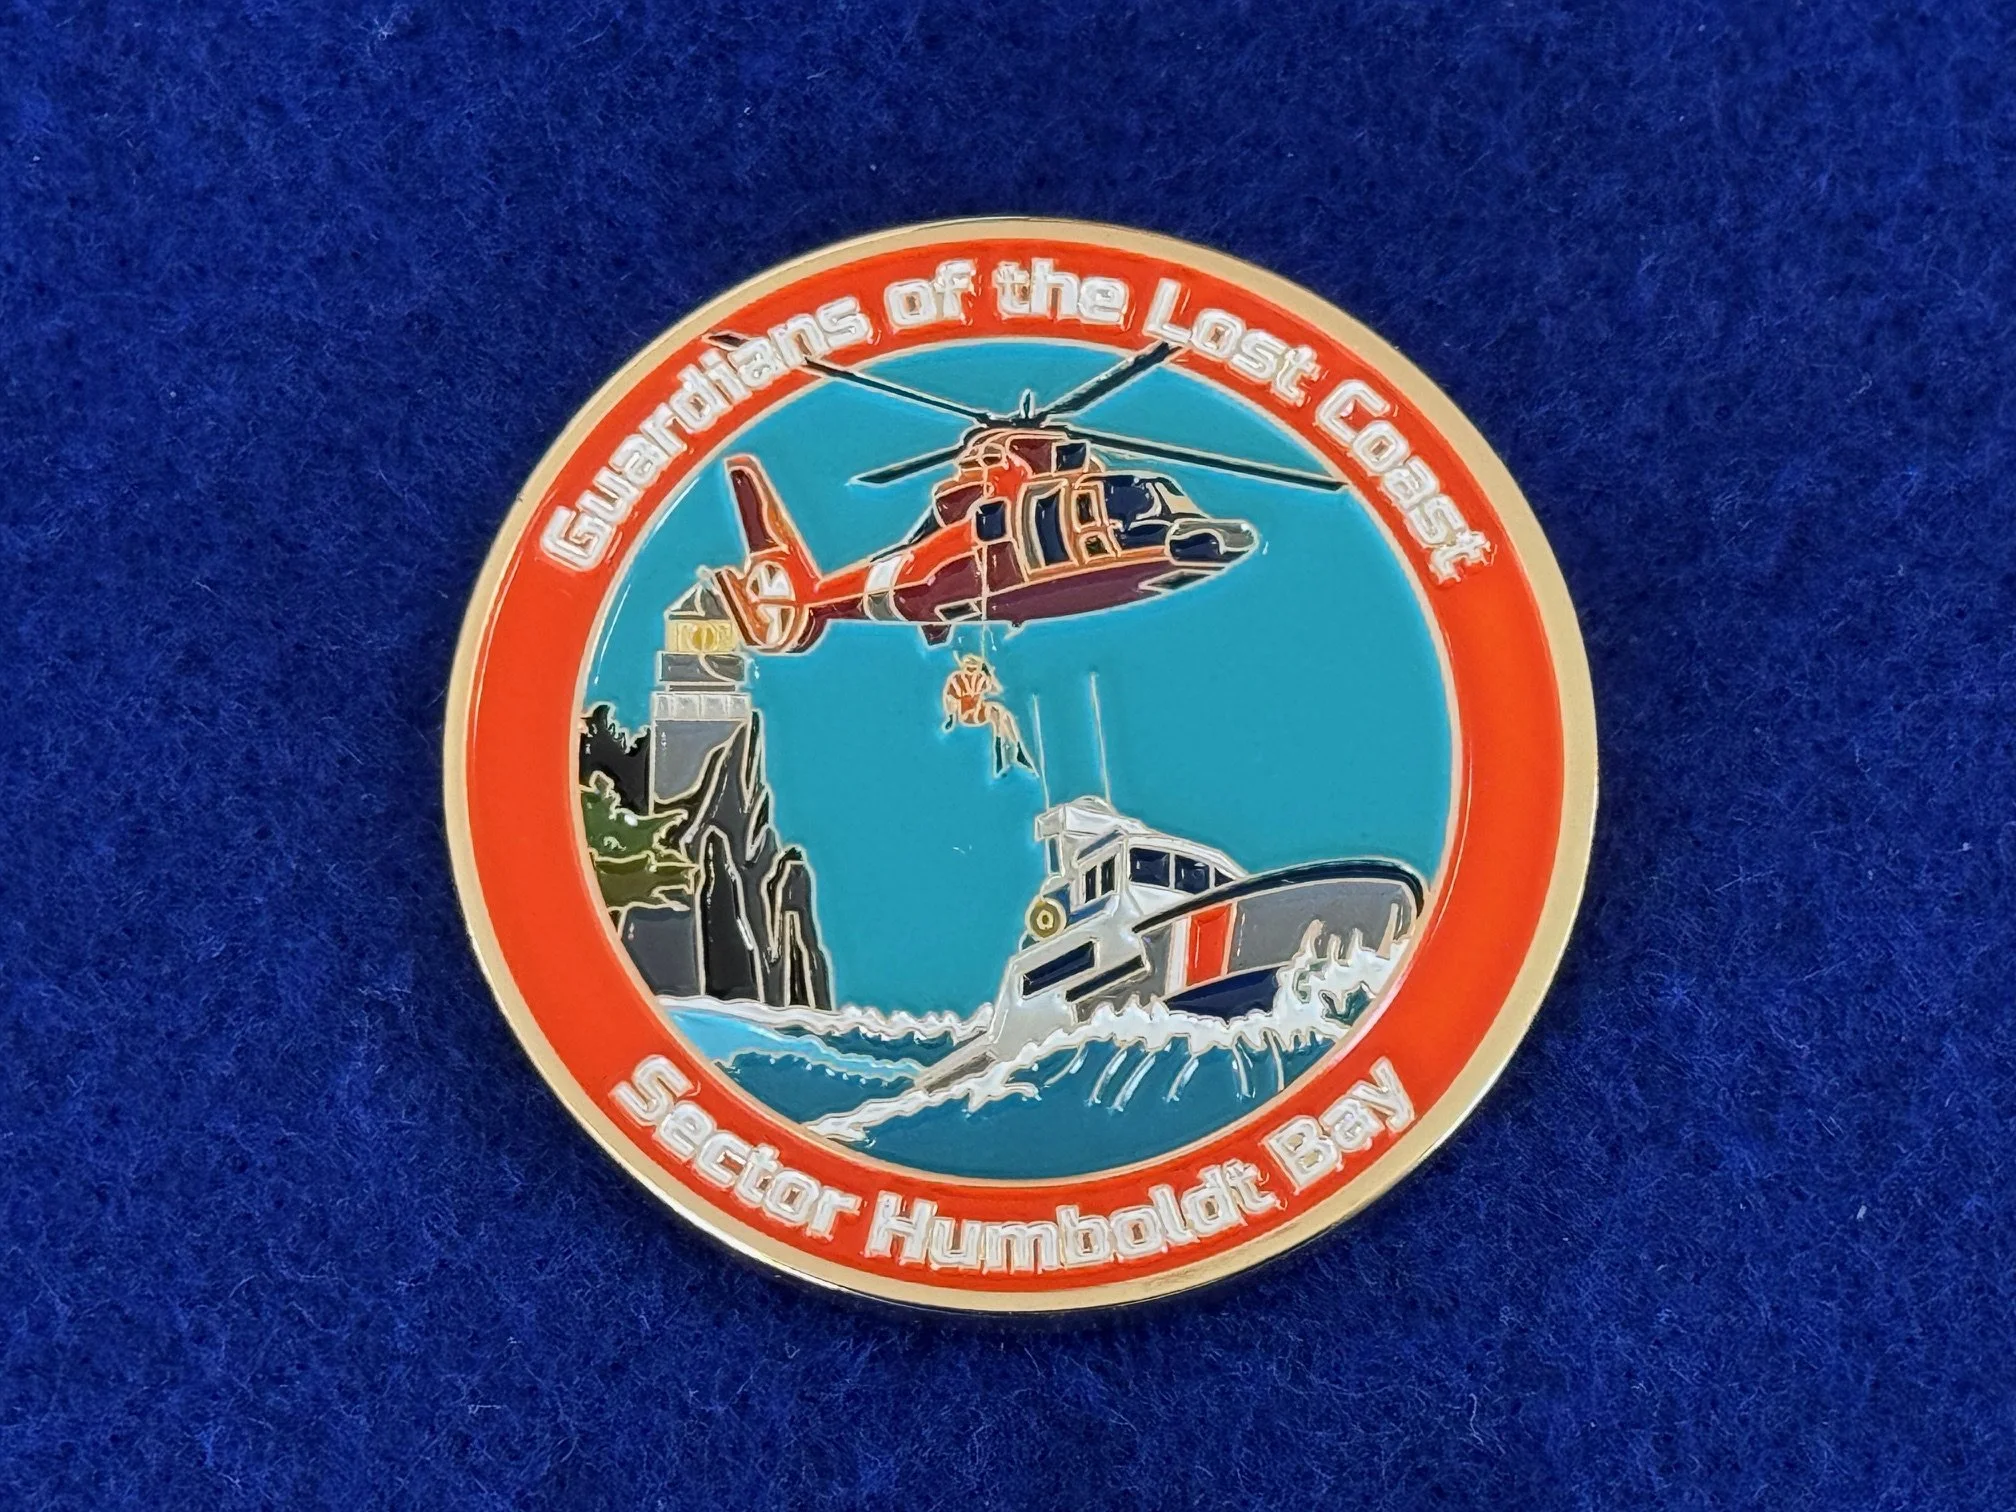 Guardians of the Lost Coast
Sector Humboldt Bay